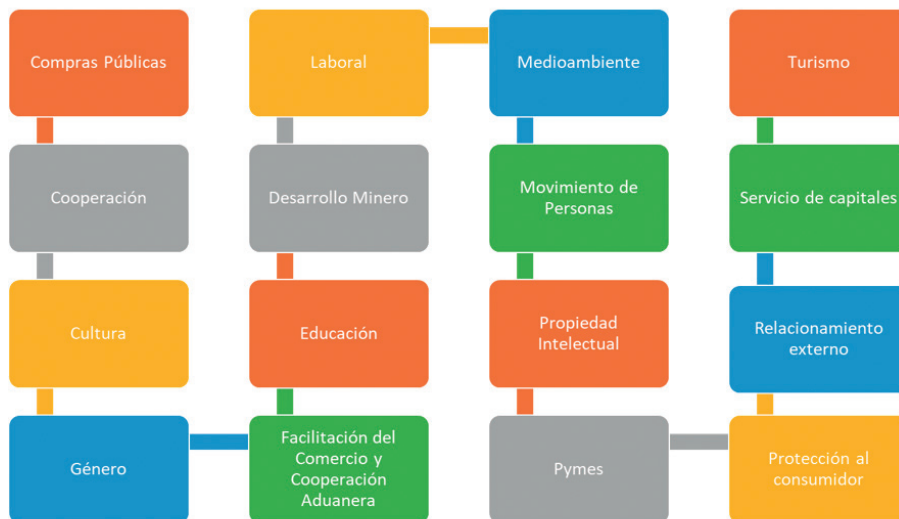 Compras Públicas
Cooperación
Cultura
Género
Facilitación del
Comercio y
Cooperación
Aduanera
Educación
Desarrollo Minero
Laboral
Medioambiente
Movimiento de
Personas
Propiedad
Intelectual
Pymes
Protección al
consumidor
Relacionamiento
externo
Servicio de capitales
Turismo